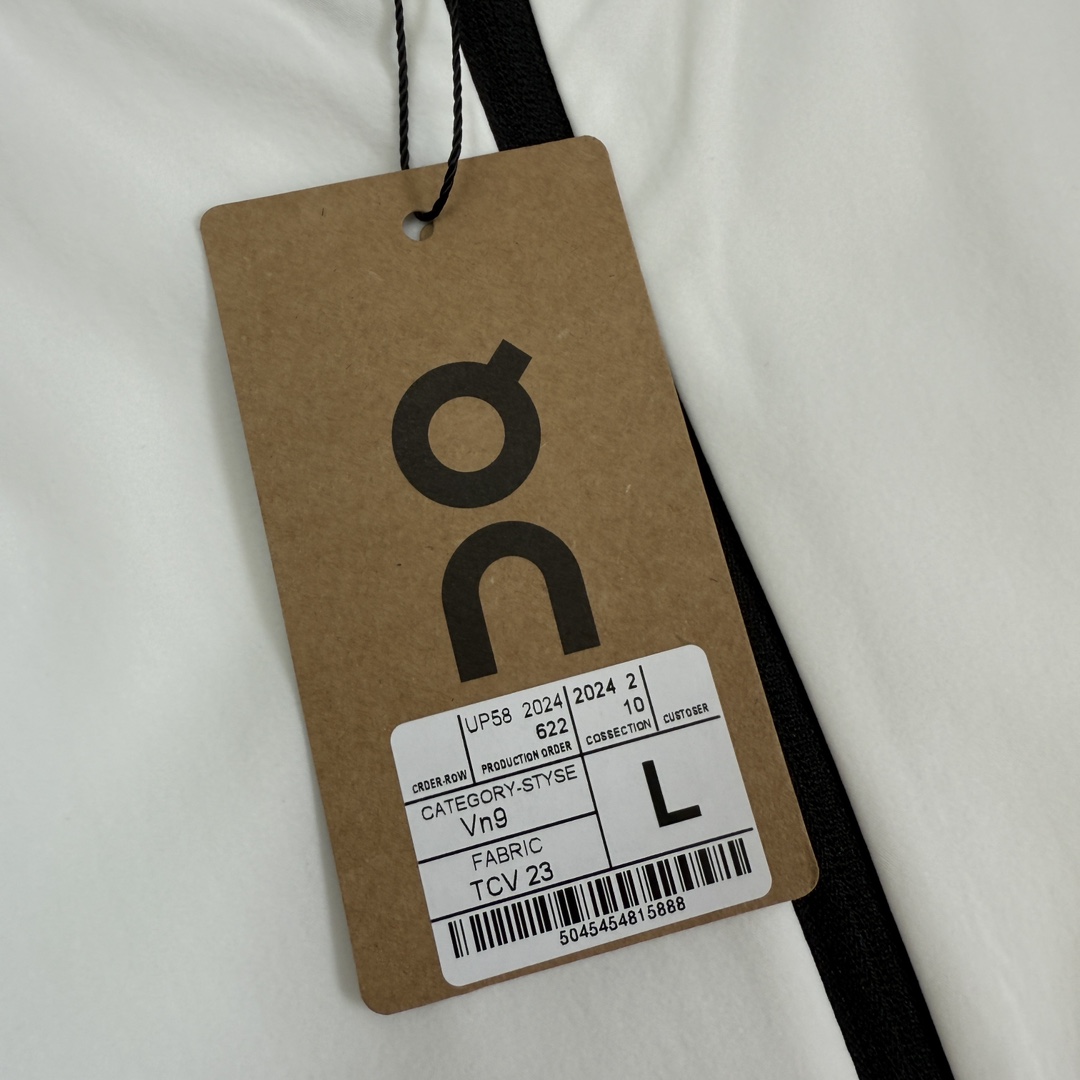 On
UP58 2024
622
2024 2
10
CRDER-ROW
PRODUCTION ORDER
COSSECTION
CUSTOSER
CATEGORY-STYSE
Vn9
L
FABRIC
TCV 23
5045454815888